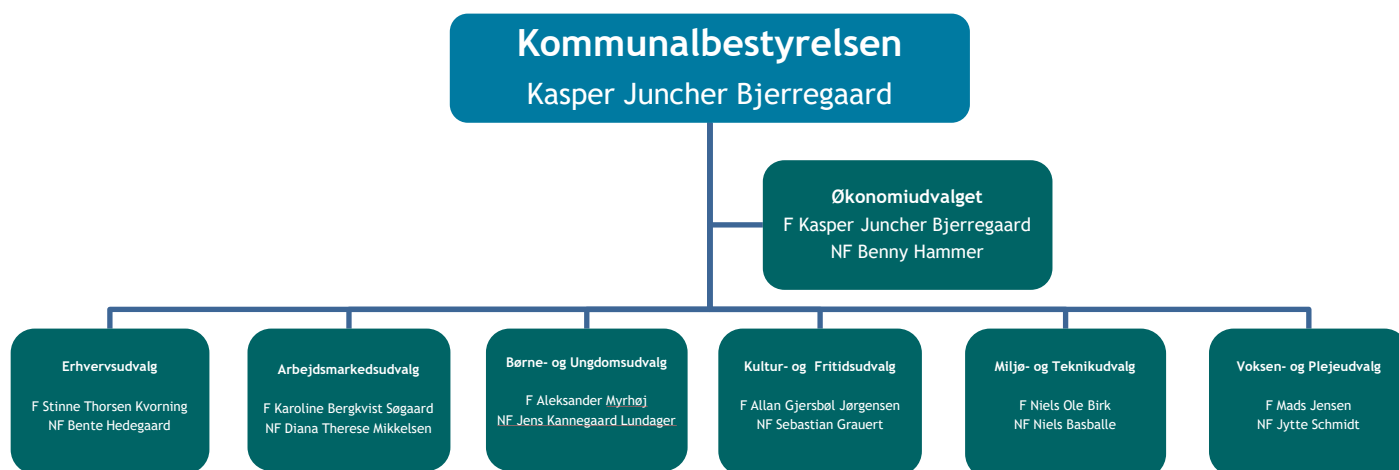 Kommunalbestyrelsen
Kasper Juncher Bjerregaard
Økonomiudvalget
F Kasper Juncher Bjerregaard
NF Benny Hammer
Erhvervsudvalg
F Stinne Thorsen Kvorning
NF Bente Hedegaard
Arbejdsmarkedsudvalg
F Karoline Bergkvist Søgaard
NF Diana Therese Mikkelsen
Børne- og Ungdomsudvalg
F Aleksander Myrhøj
NF Jens Kannegaard Lundager
Kultur- og Fritidsudvalg
F Allan Gjersbøl Jørgensen
NF Sebastian Grauert
Miljø- og Teknikudvalg
F Niels Ole Birk
NF Niels Basballe
Voksen- og Plejeudvalg
F Mads Jensen
NF Jytte Schmidt